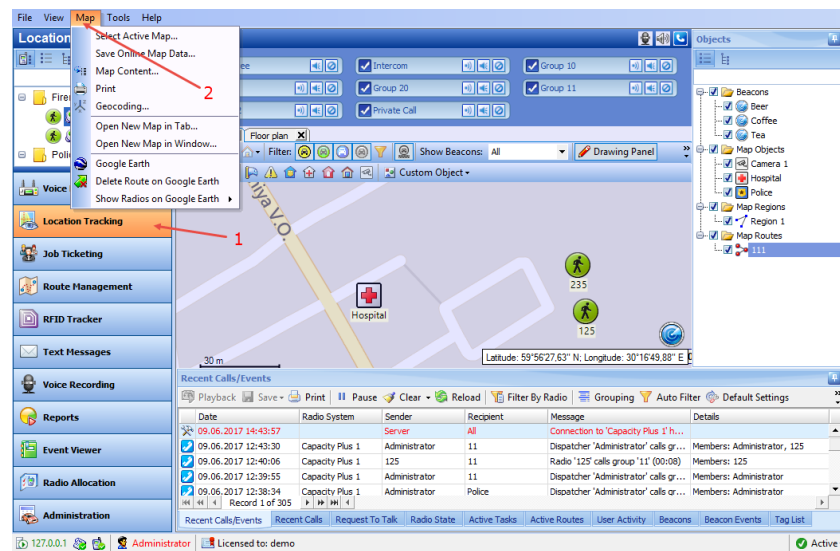 File View Map Tools Help
Location
Objects
Select Active Map...
Save Online Map Data...
Map Content...
Print
Geocoding...
Open New Map in Tab...
Open New Map in Window...
Google Earth
Delete Route on Google Earth
Show Radios on Google Earth
2
1
Intercom Group 10
Group 20 Group 11
Private Call
Floor plan X
Filter: Show Beacons: All Drawing Panel
Custom Object
Voice
Location Tracking
Job Ticketing
Route Management
RFID Tracker
Text Messages
Voice Recording
Reports
Event Viewer
Radio Allocation
Administration
iya V.O.
235
125
Hospital
30 m
Latitude: 59°56'27,63" N; Longitude: 30°16'49,88" E
Beacons
Beer
Coffee
Tea
Map Objects
Camera 1
Hospital
Police
Map Regions
Region 1
Map Routes
111
Recent Calls/Events
Playback Save Print Pause Clear Reload Filter By Radio Grouping Auto Filter Default Settings
Date Radio System Sender Recipient Message Details
09.06.2017 14:43:57 Server All Connection to 'Capacity Plus 1' h...
09.06.2017 12:43:30 Capacity Plus 1 Administrator 11 Dispatcher 'Administrator' calls gr... Members: Administrator, 125
09.06.2017 12:40:06 Capacity Plus 1 125 11 Radio '125' calls group '11' (00:08) Members: 125
09.06.2017 12:39:55 Capacity Plus 1 Administrator 11 Dispatcher 'Administrator' calls gr... Members: Administrator
09.06.2017 12:38:34 Capacity Plus 1 Administrator Police Dispatcher 'Administrator' calls gr... Members: Administrator
Record 1 of 305
Recent Calls/Events Recent Calls Request To Talk Radio State Active Tasks Active Routes User Activity Beacons Beacon Events Tag List
127.0.0.1 Administrator Licensed to: demo Active